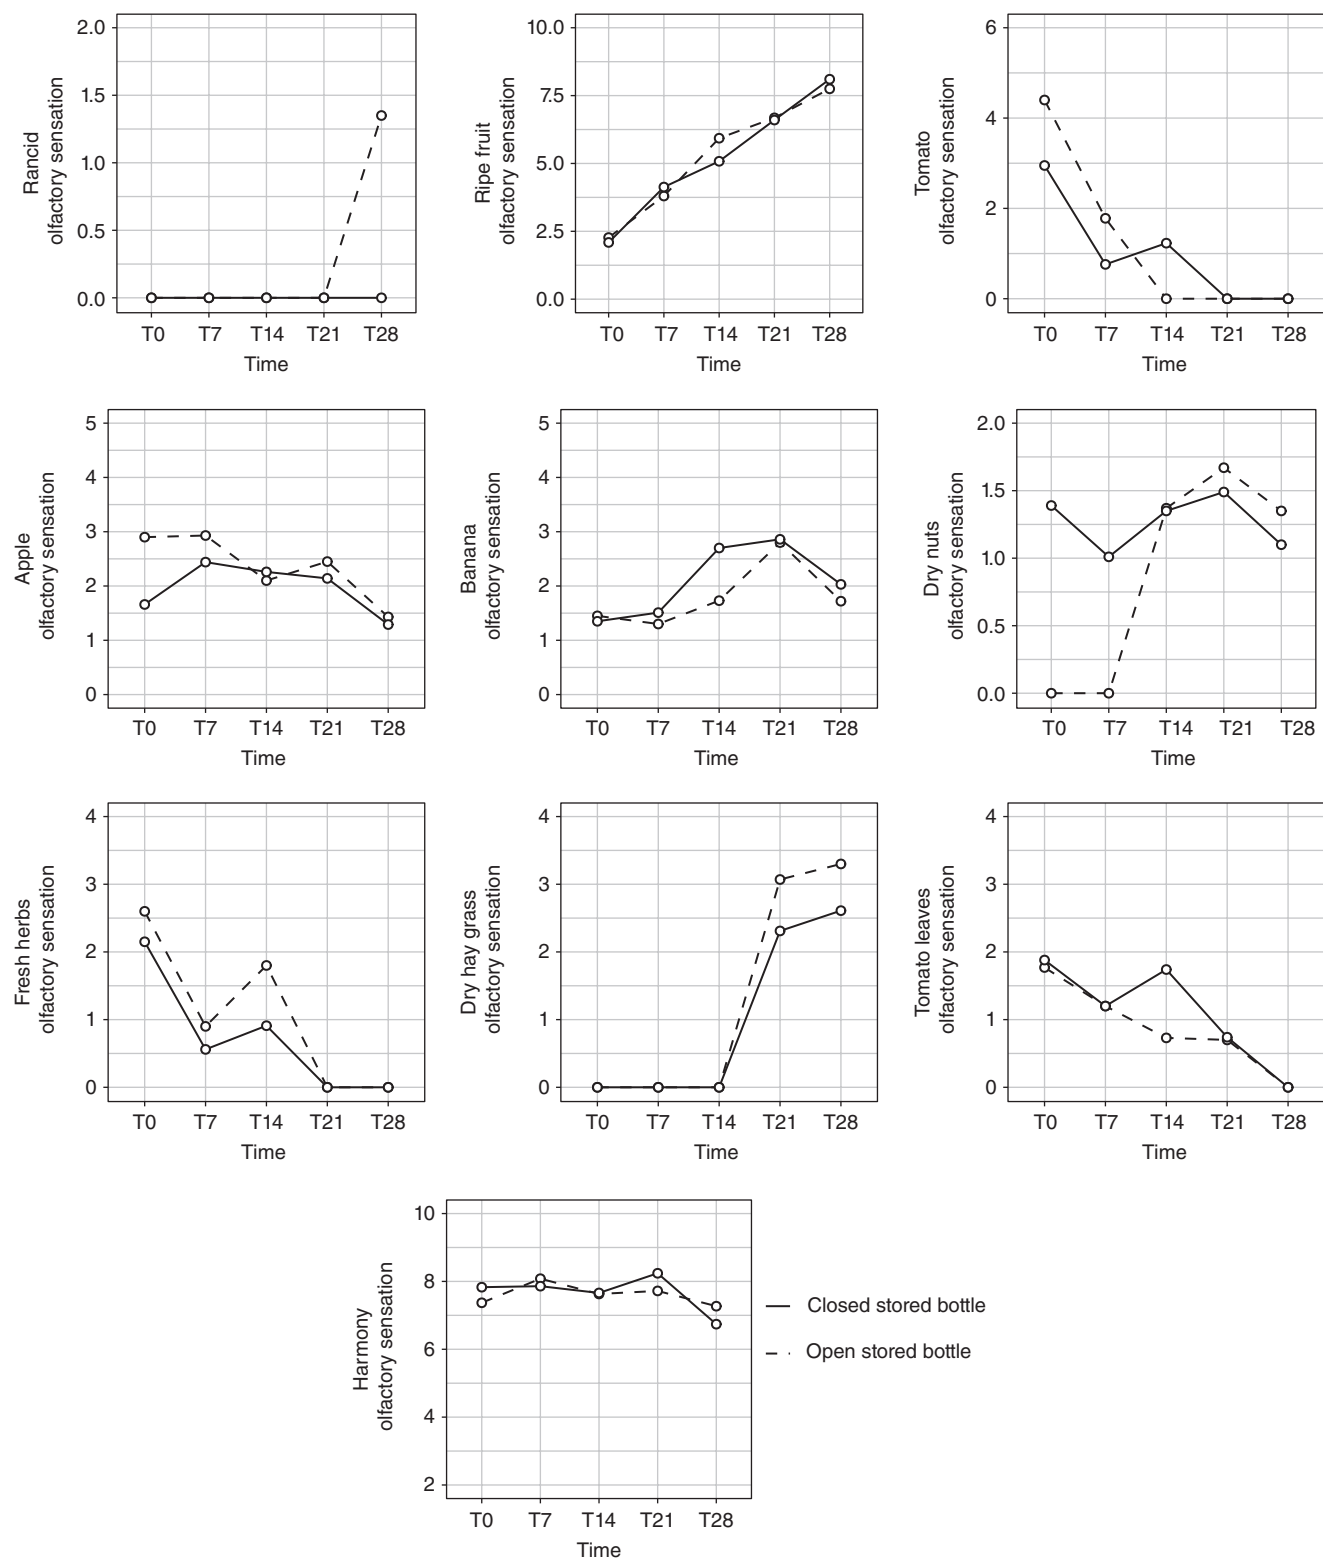 Rancid
olfactory sensation
2.0
1.5
1.0
0.5
0.0
T0 T7 T14 T21 T28
Time
Ripe fruit
olfactory sensation
10.0
7.5
5.0
2.5
0.0
T0 T7 T14 T21 T28
Time
Tomato
olfactory sensation
6
4
2
0
T0 T7 T14 T21 T28
Time
Apple
olfactory sensation
5
4
3
2
1
0
T0 T7 T14 T21 T28
Time
Banana
olfactory sensation
5
4
3
2
1
0
T0 T7 T14 T21 T28
Time
Dry nuts
olfactory sensation
2.0
1.5
1.0
0.5
0.0
T0 T7 T14 T21 T28
Time
Fresh herbs
olfactory sensation
4
3
2
1
0
T0 T7 T14 T21 T28
Time
Dry hay grass
olfactory sensation
4
3
2
1
0
T0 T7 T14 T21 T28
Time
Tomato leaves
olfactory sensation
4
3
2
1
0
T0 T7 T14 T21 T28
Time
Harmony
olfactory sensation
10
8
6
4
2
T0 T7 T14 T21 T28
Time
Closed stored bottle
Open stored bottle